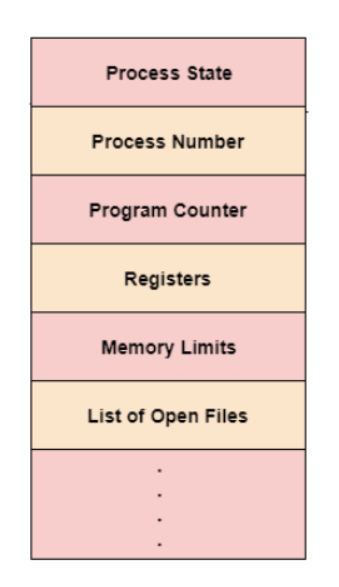 Process State
Process Number
Program Counter
Registers
Memory Limits
List of Open Files
.
.
.
.